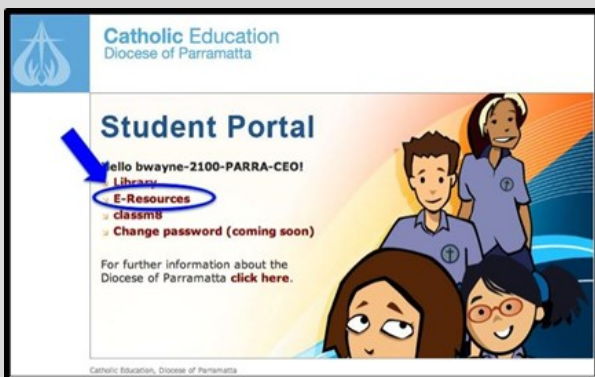 Catholic Education
Diocese of Parramatta
Student Portal
Hello bwayne-2100-PARRA-CEO!
Library
E-Resources
classm8
Change password (coming soon)
For further information about the
Diocese of Parramatta click here.
Catholic Education, Diocese of Parramatta